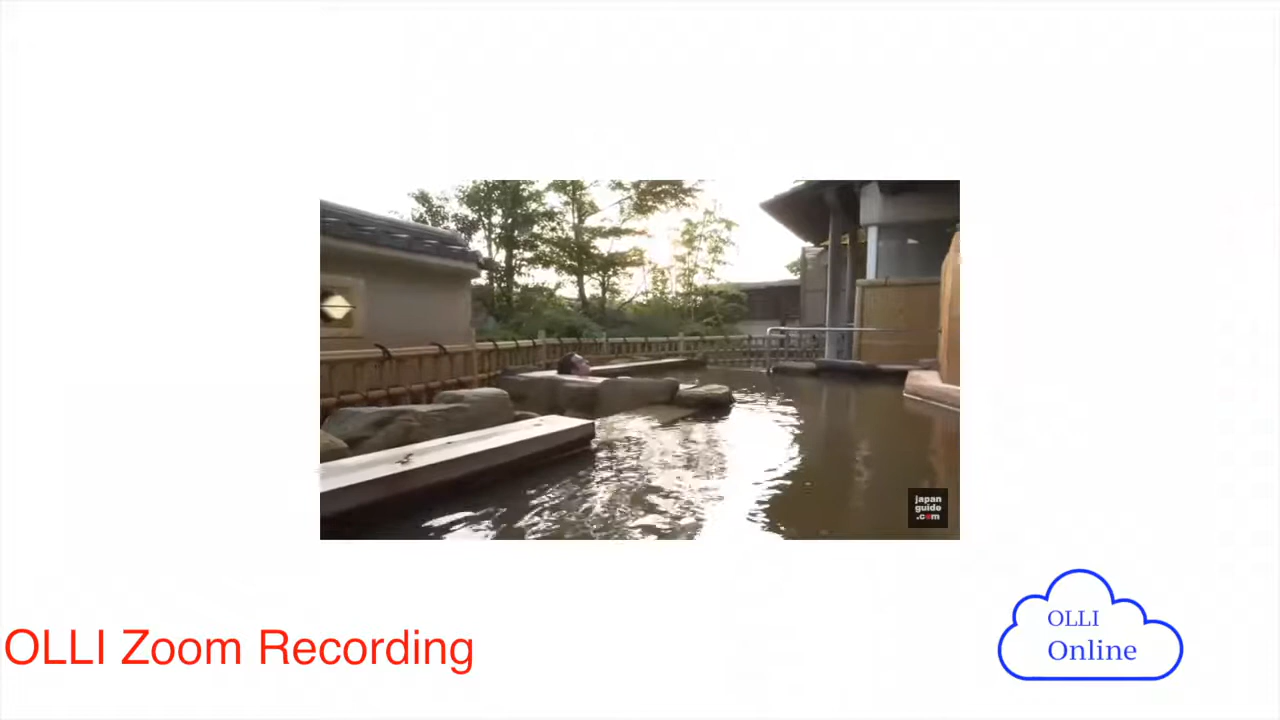 japan
guide
.com
OLLI
Online
OLLI Zoom Recording